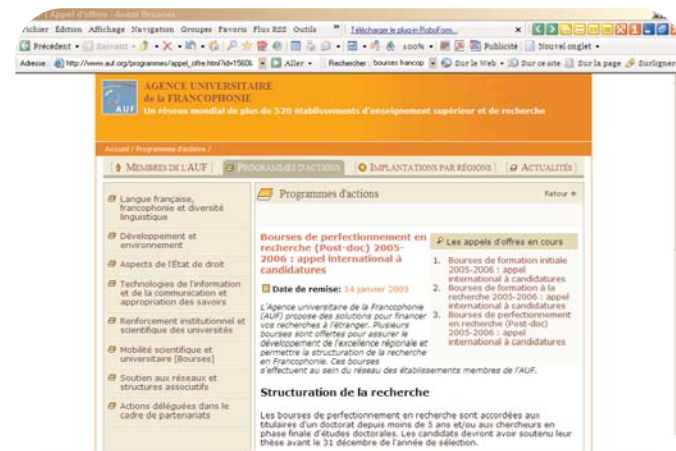 | Appel d'offres - Avant Browser
Fichier Edition Affichage Navigation Groupes Favoris Flux RSS Outils » Télécharger le plug-in RoboForm...
Précédent Suivant 100% Publicité Nouvel onglet
Adresse : http://www.auf.org/programmes/appel_offre.html?id=1560 Aller Rechercher : bourses francop Sur le Web Sur ce site Sur la page Surligner
AGENCE UNIVERSITAIRE
de la FRANCOPHONIE
AUF
Un réseau mondial de plus de 520 établissements d'enseignement supérieur et de recherche
Accueil / Programmes d'actions /
MEMBRES DE L'AUF | PROGRAMMES D'ACTIONS | IMPLANTATIONS PAR RÉGIONS | ACTUALITÉS |
Langue française,
francophonie et diversité
linguistique
Développement et
environnement
Aspects de l'État de droit
Technologies de l'information
et de la communication et
appropriation des savoirs
Renforcement institutionnel et
scientifique des universités
Mobilité scientifique et
universitaire [Bourses]
Soutien aux réseaux et
structures associatifs
Actions déléguées dans le
cadre de partenariats
Programmes d'actions
Retour
Bourses de perfectionnement en
recherche (Post-doc) 2005-
2006 : appel international à
candidatures
Date de remise: 14 janvier 2005
L'Agence universitaire de la Francophonie
(AUF) propose des solutions pour financer
vos recherches à l'étranger. Plusieurs
bourses sont offertes pour assurer le
développement de l'excellence régionale et
permettre la structuration de la recherche
en Francophonie. Ces bourses
s'effectuent au sein du réseau des établissements membres de l'AUF.
Les appels d'offres en cours
1. Bourses de formation initiale
2005-2006 : appel
international à candidatures
2. Bourses de formation à la
recherche 2005-2006 : appel
international à candidatures
3. Bourses de perfectionnement
en recherche (Post-doc)
2005-2006 : appel
international à candidatures
Structuration de la recherche
Les bourses de perfectionnement en recherche sont accordées aux
titulaires d'un doctorat depuis moins de 5 ans et/ou aux chercheurs en
phase finale d'études doctorales. Les candidats devront avoir soutenu leur
thèse avant le 31 décembre de l'année de sélection.